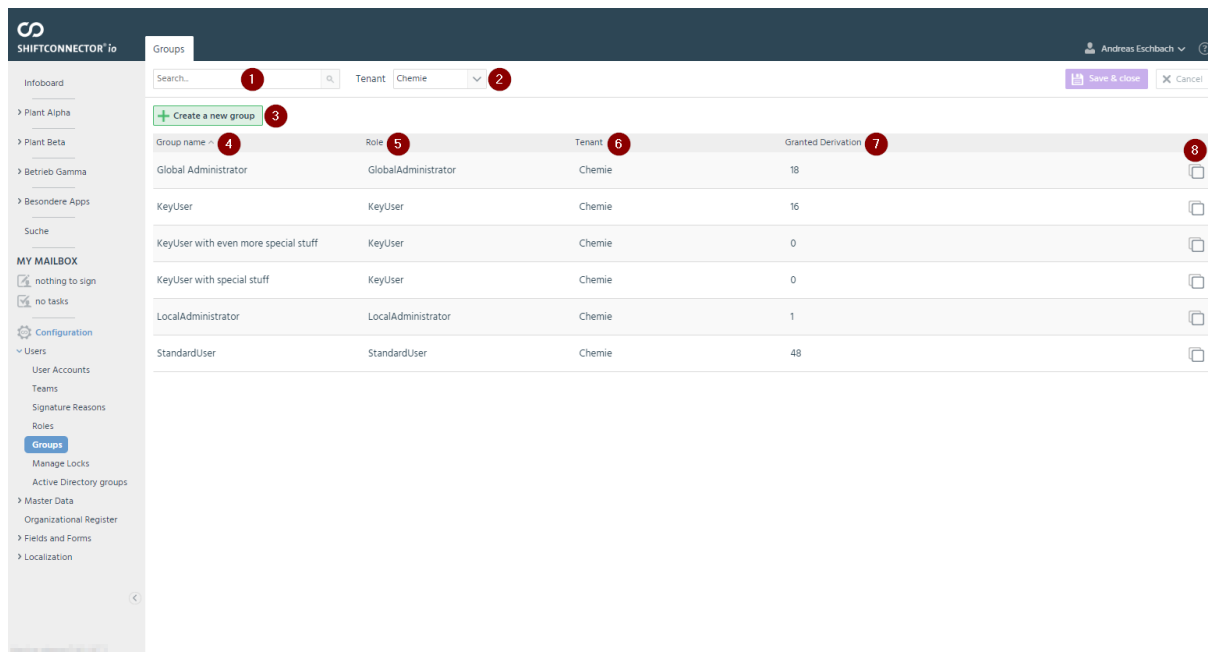 SHIFTCONNECTOR® io
Groups
Andreas Eschbach
?
Search..
1
Tenant
Chemie
2
Save & close
Cancel
Create a new group
3
Group name
4
Role
5
Tenant
6
Granted Derivation
7
8
Global Administrator GlobalAdministrator Chemie 18
KeyUser KeyUser Chemie 16
KeyUser with even more special stuff KeyUser Chemie 0
KeyUser with special stuff KeyUser Chemie 0
LocalAdministrator LocalAdministrator Chemie 1
StandardUser StandardUser Chemie 48
Infoboard
Plant Alpha
Plant Beta
Betrieb Gamma
Besondere Apps
Suche
MY MAILBOX
nothing to sign
no tasks
Configuration
Users
User Accounts
Teams
Signature Reasons
Roles
Groups
Manage Locks
Active Directory groups
Master Data
Organizational Register
Fields and Forms
Localization